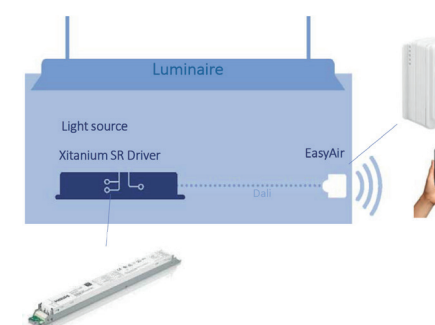 Luminaire
Light source
Xitanium SR Driver
EasyAir
Dali